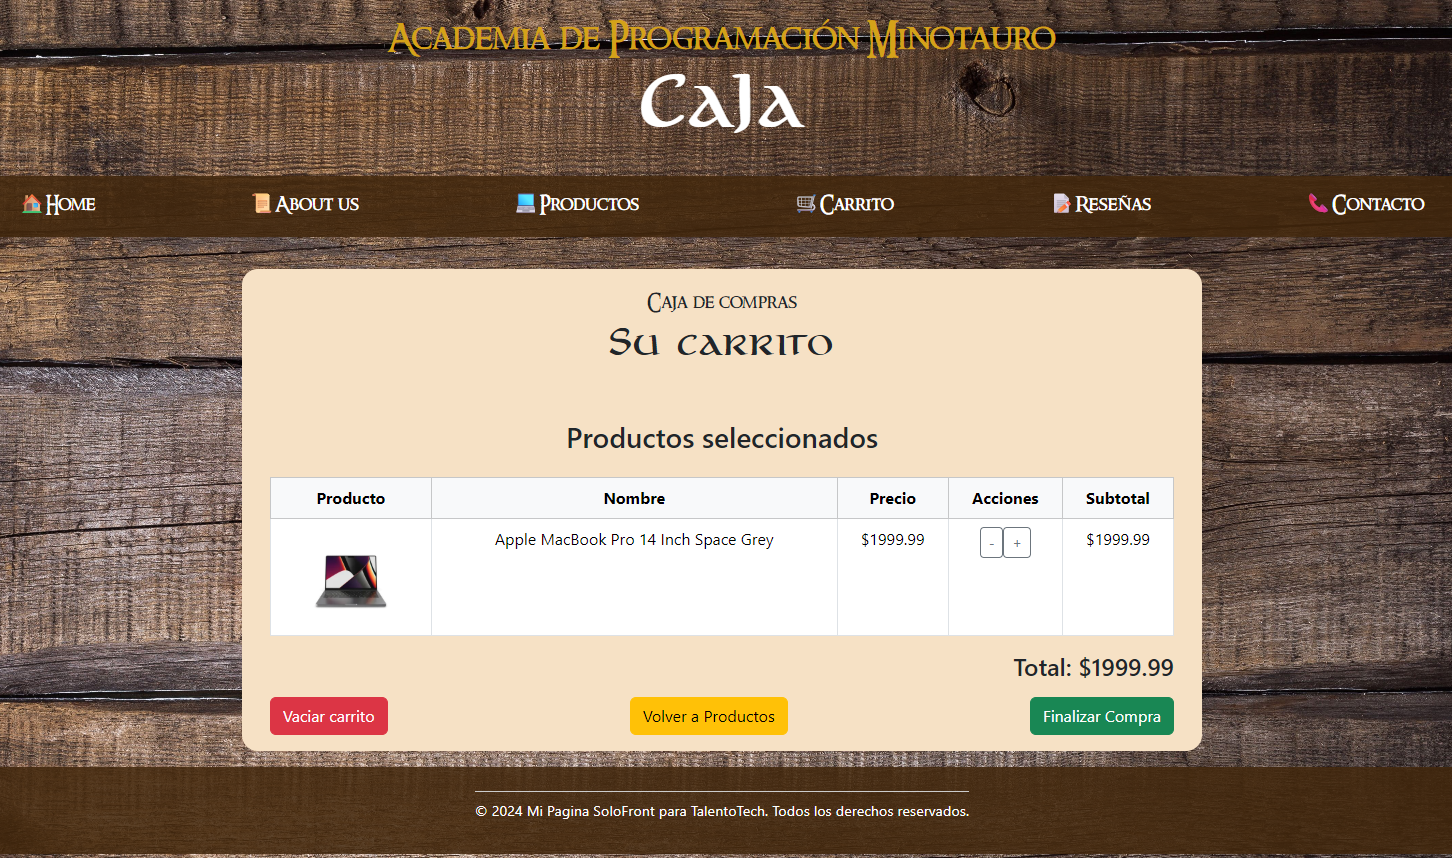 Academia de Programación Minotauro
Caja
Home About us Productos Carrito Reseñas Contacto
Caja de compras
Su carrito
Productos seleccionados
Producto Nombre Precio Acciones Subtotal
Apple MacBook Pro 14 Inch Space Grey $1999.99 - + $1999.99
Total: $1999.99
Vaciar carrito Volver a Productos Finalizar Compra
© 2024 Mi Pagina SoloFront para TalentoTech. Todos los derechos reservados.